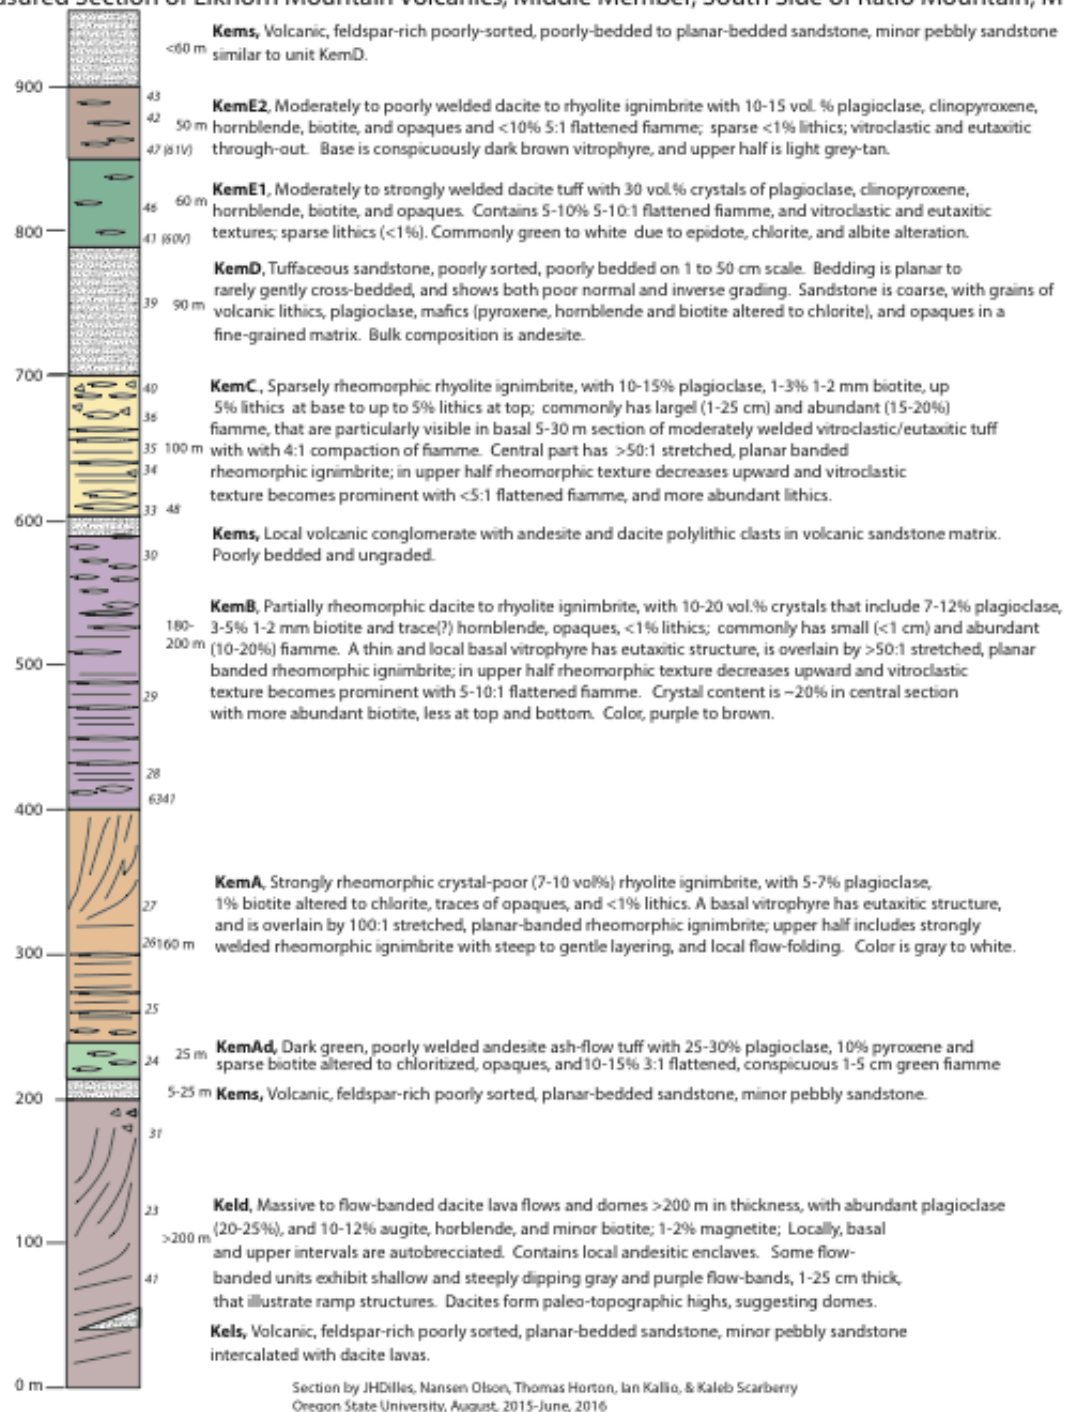 asured Section of Elkhorn Mountain Volcanics, Middle Member, South Side of Ratio Mountain, M
Kems, Volcanic, feldspar-rich poorly-sorted, poorly-bedded to planar-bedded sandstone, minor pebbly sandstone
<60 m
similar to unit KemD.
900
43
KemE2, Moderately to poorly welded dacite to rhyolite ignimbrite with 10-15 vol. % plagioclase, clinopyroxene,
42
50 m
hornblende, biotite, and opaques and <10% 5:1 flattened fiamme; sparse <1% lithics; vitroclastic and eutaxitic
47 (61V)
through-out. Base is conspicuously dark brown vitrophyre, and upper half is light grey-tan.
KemE1, Moderately to strongly welded dacite tuff with 30 vol.% crystals of plagioclase, clinopyroxene,
46
60 m
hornblende, biotite, and opaques. Contains 5-10% 5-10:1 flattened fiamme, and vitroclastic and eutaxitic
800
41 (60V)
textures; sparse lithics (<1%). Commonly green to white due to epidote, chlorite, and albite alteration.
KemD, Tuffaceous sandstone, poorly sorted, poorly bedded on 1 to 50 cm scale. Bedding is planar to
rarely gently cross-bedded, and shows both poor normal and inverse grading. Sandstone is coarse, with grains of
39
90 m
volcanic lithics, plagioclase, mafics (pyroxene, hornblende and biotite altered to chlorite), and opaques in a
fine-grained matrix. Bulk composition is andesite.
700
40
KemC., Sparsely rheomorphic rhyolite ignimbrite, with 10-15% plagioclase, 1-3% 1-2 mm biotite, up
5% lithics at base to up to 5% lithics at top; commonly has largel (1-25 cm) and abundant (15-20%)
36
fiamme, that are particularly visible in basal 5-30 m section of moderately welded vitroclastic/eutaxitic tuff
35
100 m
with with 4:1 compaction of fiamme. Central part has >50:1 stretched, planar banded
34
rheomorphic ignimbrite; in upper half rheomorphic texture decreases upward and vitroclastic
texture becomes prominent with <5:1 flattened fiamme, and more abundant lithics.
33 48
600
Kems, Local volcanic conglomerate with andesite and dacite polylithic clasts in volcanic sandstone matrix.
30
Poorly bedded and ungraded.
KemB, Partially rheomorphic dacite to rhyolite ignimbrite, with 10-20 vol.% crystals that include 7-12% plagioclase,
180-
3-5% 1-2 mm biotite and trace(?) hornblende, opaques, <1% lithics; commonly has small (<1 cm) and abundant
200 m
(10-20%) fiamme. A thin and local basal vitrophyre has eutaxitic structure, is overlain by >50:1 stretched, planar
500
banded rheomorphic ignimbrite; in upper half rheomorphic texture decreases upward and vitroclastic
29
texture becomes prominent with 5-10:1 flattened fiamme. Crystal content is ~20% in central section
with more abundant biotite, less at top and bottom. Color, purple to brown.
28
6341
400
KemA, Strongly rheomorphic crystal-poor (7-10 vol%) rhyolite ignimbrite, with 5-7% plagioclase,
27
1% biotite altered to chlorite, traces of opaques, and <1% lithics. A basal vitrophyre has eutaxitic structure,
and is overlain by 100:1 stretched, planar-banded rheomorphic ignimbrite; upper half includes strongly
26
160 m
welded rheomorphic ignimbrite with steep to gentle layering, and local flow-folding. Color is gray to white.
300
25
KemAd, Dark green, poorly welded andesite ash-flow tuff with 25-30% plagioclase, 10% pyroxene and
24
25 m
sparse biotite altered to chloritized, opaques, and10-15% 3:1 flattened, conspicuous 1-5 cm green fiamme
5-25 m
Kems, Volcanic, feldspar-rich poorly sorted, planar-bedded sandstone, minor pebbly sandstone.
200
31
Keld, Massive to flow-banded dacite lava flows and domes >200 m in thickness, with abundant plagioclase
23
(20-25%), and 10-12% augite, horblende, and minor biotite; 1-2% magnetite; Locally, basal
100
>200 m
and upper intervals are autobrecciated. Contains local andesitic enclaves. Some flow-
41
banded units exhibit shallow and steeply dipping gray and purple flow-bands, 1-25 cm thick,
that illustrate ramp structures. Dacites form paleo-topographic highs, suggesting domes.
Kels, Volcanic, feldspar-rich poorly sorted, planar-bedded sandstone, minor pebbly sandstone
intercalated with dacite lavas.
0 m
Section by JHDilles, Nansen Olson, Thomas Horton, Ian Kallio, & Kaleb Scarberry
Oregon State University, August, 2015-June, 2016